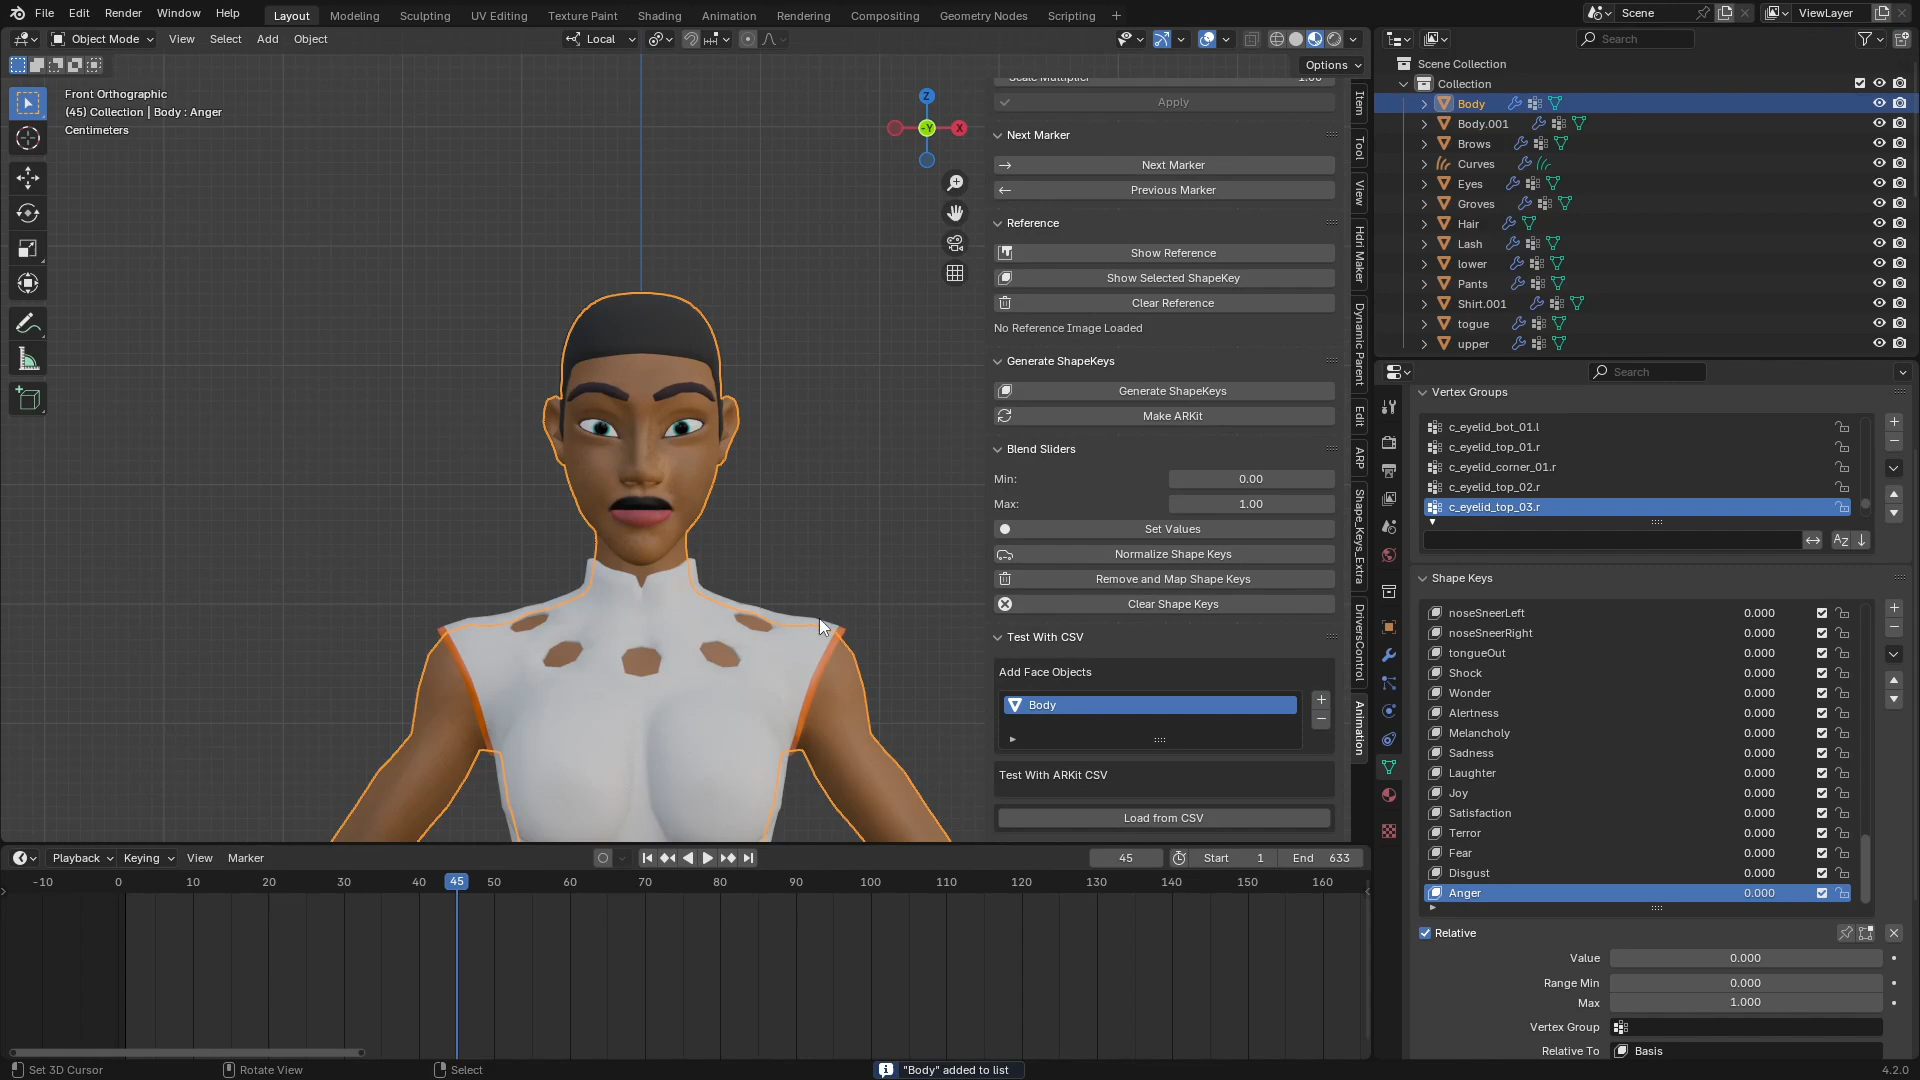 File Edit Render Window Help Layout Modeling Sculpting UV Editing Texture Paint Shading Animation Rendering Compositing Geometry Nodes Scripting + Scene ViewLayer
Object Mode View Select Add Object Local Search
Options
Front Orthographic
(45) Collection | Body : Anger
Centimeters
Z
-Y X
Scale Multiplier 1.00
Apply
Next Marker
Next Marker
Previous Marker
Reference
Show Reference
Show Selected ShapeKey
Clear Reference
No Reference Image Loaded
Generate ShapeKeys
Generate ShapeKeys
Make ARKit
Blend Sliders
Min: 0.00
Max: 1.00
Set Values
Normalize Shape Keys
Remove and Map Shape Keys
Clear Shape Keys
Test With CSV
Add Face Objects
Body
Test With ARKit CSV
Load from CSV
Item
Tool
View
Hdri Maker
Dynamic Parent
Edit
ARP
Shape_Keys_Extra
DriversControl
Animation
Scene Collection
Collection
Body
Body.001
Brows
Curves
Eyes
Groves
Hair
Lash
lower
Pants
Shirt.001
togue
upper
Search
Vertex Groups
c_eyelid_bot_01.l
c_eyelid_top_01.r
c_eyelid_corner_01.r
c_eyelid_top_02.r
c_eyelid_top_03.r
Shape Keys
noseSneerLeft 0.000
noseSneerRight 0.000
tongueOut 0.000
Shock 0.000
Wonder 0.000
Alertness 0.000
Melancholy 0.000
Sadness 0.000
Laughter 0.000
Joy 0.000
Satisfaction 0.000
Terror 0.000
Fear 0.000
Disgust 0.000
Anger 0.000
Relative
Value 0.000
Range Min 0.000
Max 1.000
Vertex Group
Relative To Basis
Playback Keying View Marker 45 Start 1 End 633
-10 0 10 20 30 40 45 50 60 70 80 90 100 110 120 130 140 150 160
Set 3D Cursor Rotate View Select "Body" added to list 4.2.0